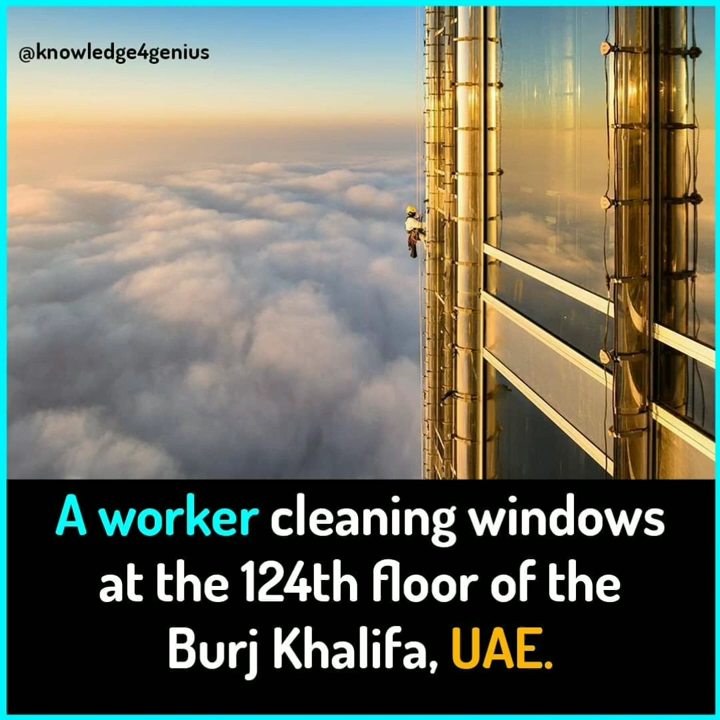 @knowledge4genius
A worker cleaning windows
at the 124th floor of the
Burj Khalifa, UAE.